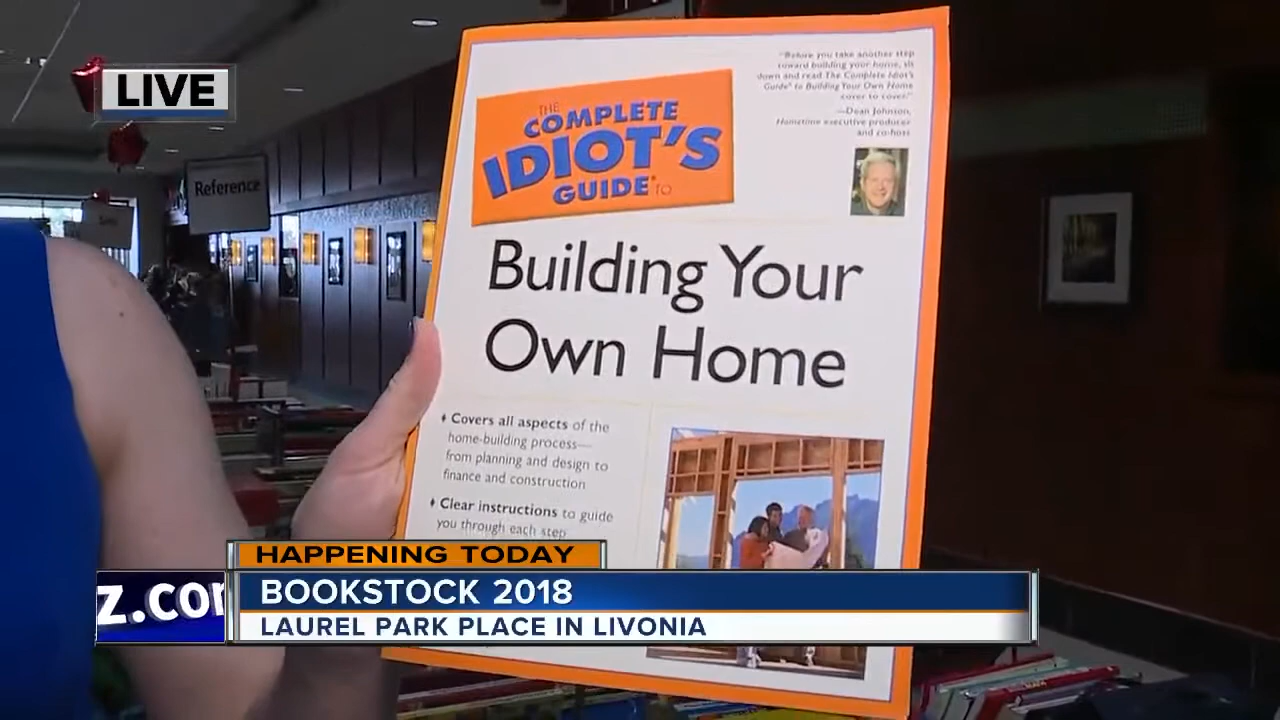 LIVE
Reference
"Before you take another step
toward building your home, sit
down and read The Complete Idiot's
Guide® to Building Your Own Home
cover to cover!"
—Dean Johnson,
Hometime executive producer
and co-host
THE
COMPLETE
IDIOT'S
GUIDE® TO
Building Your
Own Home
♦ Covers all aspects of the
home-building process—
from planning and design to
finance and construction
♦ Clear instructions to guide
you through each step
HAPPENING TODAY
z.com
BOOKSTOCK 2018
LAUREL PARK PLACE IN LIVONIA